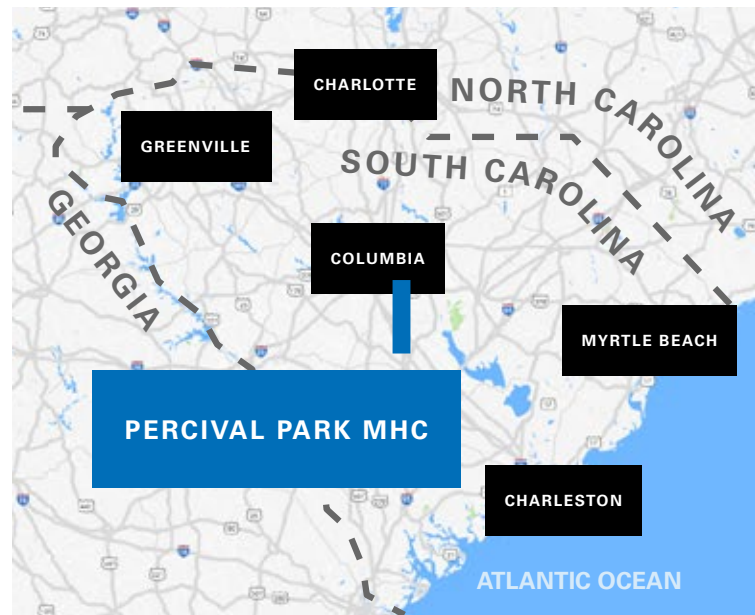 CHARLOTTE
NORTH CAROLINA
GREENVILLE
SOUTH CAROLINA
GEORGIA
COLUMBIA
MYRTLE BEACH
PERCIVAL PARK MHC
CHARLESTON
ATLANTIC OCEAN